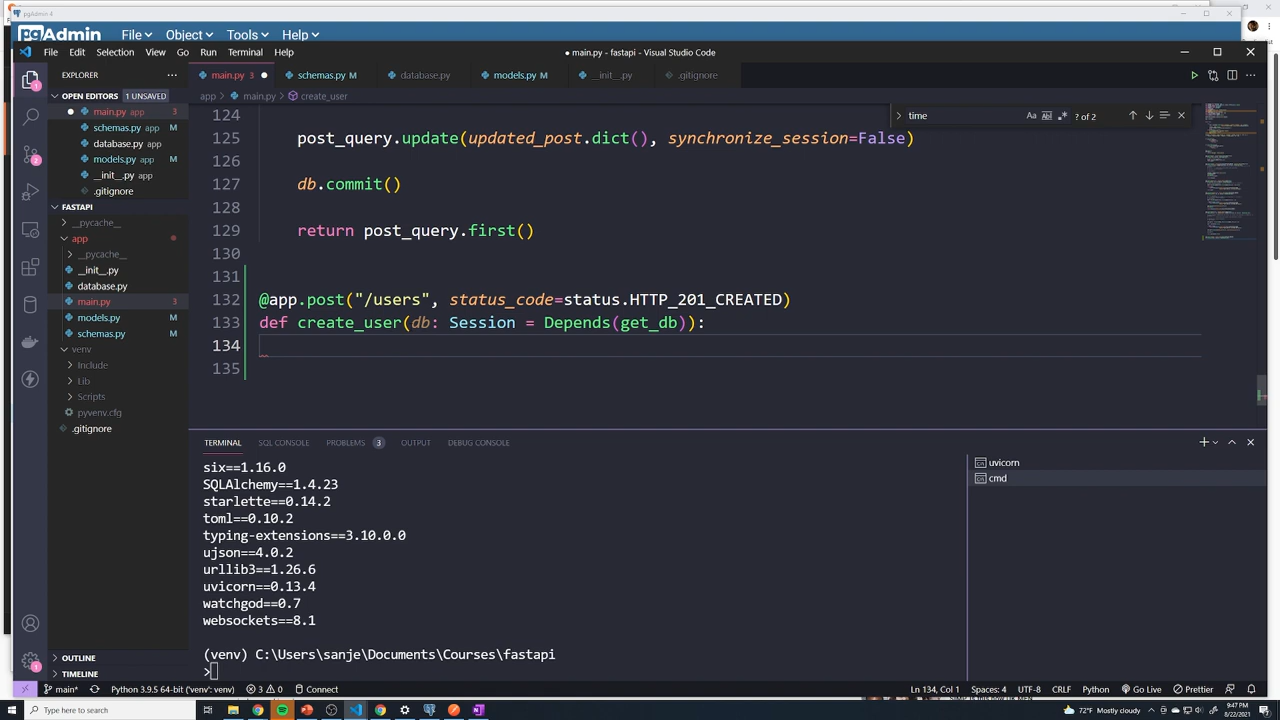 pgAdmin 4
pgAdmin File Object Tools Help
File Edit Selection View Go Run Terminal Help
● main.py - fastapi - Visual Studio Code
EXPLORER
main.py 3 schemas.py M database.py models.py M __init__.py .gitignore
OPEN EDITORS 1 UNSAVED
app > main.py > create_user
main.py app 3
schemas.py app M
database.py app
models.py app M
__init__.py app
.gitignore
FASTAPI
__pycache__
app
__pycache__
__init__.py
database.py
main.py 3
models.py M
schemas.py M
venv
Include
Lib
Scripts
pyvenv.cfg
.gitignore
OUTLINE
TIMELINE
time Aa ? of 2
124
125 post_query.update(updated_post.dict(), synchronize_session=False)
126
127 db.commit()
128
129 return post_query.first()
130
131
132 @app.post("/users", status_code=status.HTTP_201_CREATED)
133 def create_user(db: Session = Depends(get_db)):
134
135
TERMINAL SQL CONSOLE PROBLEMS 3 OUTPUT DEBUG CONSOLE
six==1.16.0
SQLAlchemy==1.4.23
starlette==0.14.2
toml==0.10.2
typing-extensions==3.10.0.0
ujson==4.0.2
urllib3==1.26.6
uvicorn==0.13.4
watchgod==0.7
websockets==8.1
(venv) C:\Users\sanje\Documents\Courses\fastapi
>
uvicorn
cmd
main* Python 3.9.5 64-bit ('venv': venv) 3 0 Connect Ln 134, Col 1 Spaces: 4 UTF-8 CRLF Python Go Live Prettier
Type here to search 72°F Mostly cloudy 9:47 PM
8/22/2021